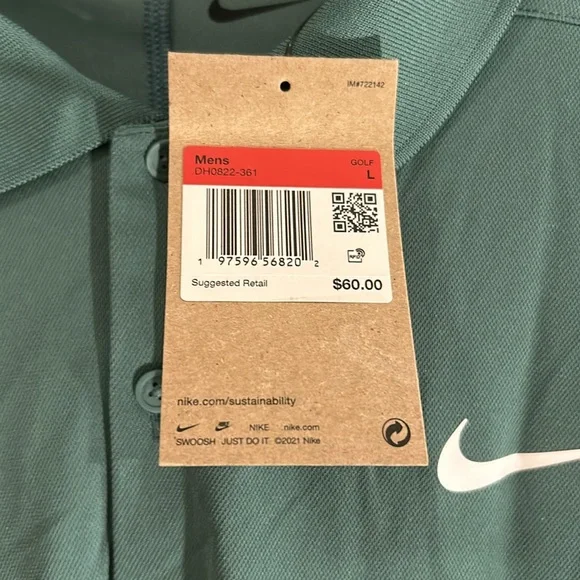 IM#722142
Mens
GOLF
DH0822-361
L
1 97596 56820 2
RFID
Suggested Retail
$60.00
nike.com/sustainability
NIKE
nike.com
SWOOSH JUST DO IT ©2021 Nike